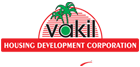 vakil
HOUSING DEVELOPMENT CORPORATION